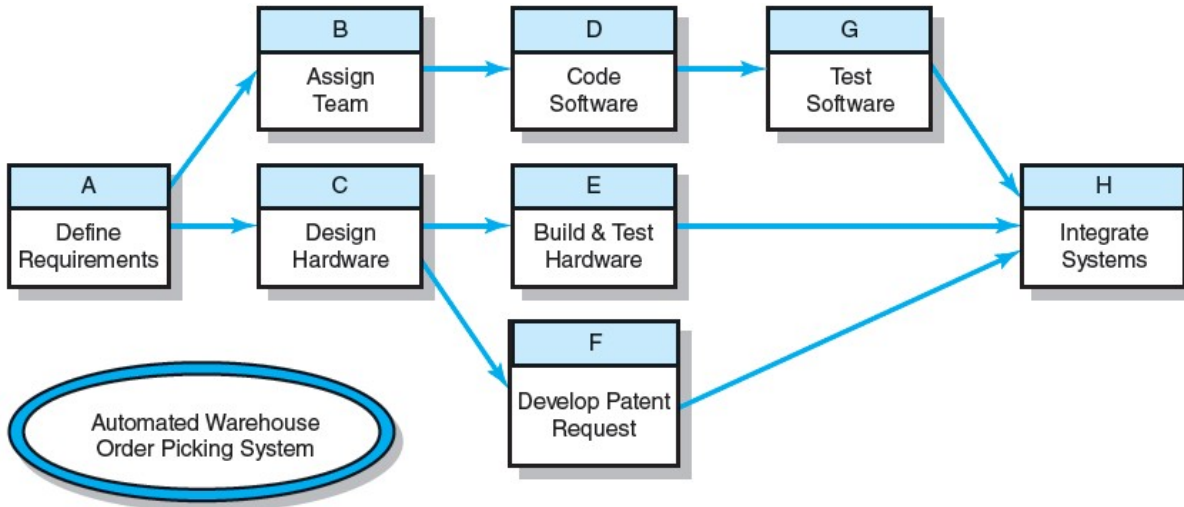 B
Assign
Team
D
Code
Software
G
Test
Software
A
Define
Requirements
C
Design
Hardware
E
Build & Test
Hardware
H
Integrate
Systems
F
Develop Patent
Request
Automated Warehouse
Order Picking System